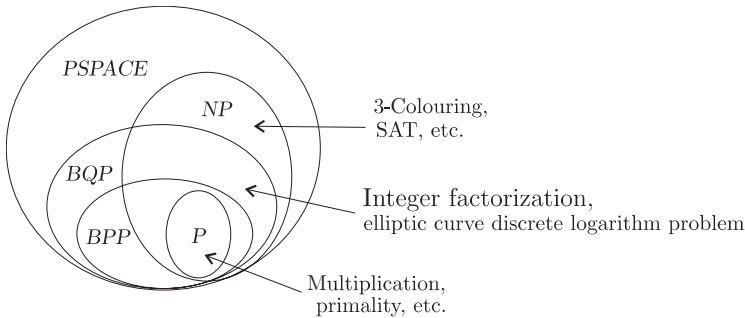 PSPACE
NP
3-Colouring,
SAT, etc.
BQP
Integer factorization,
elliptic curve discrete logarithm problem
BPP
P
Multiplication,
primality, etc.